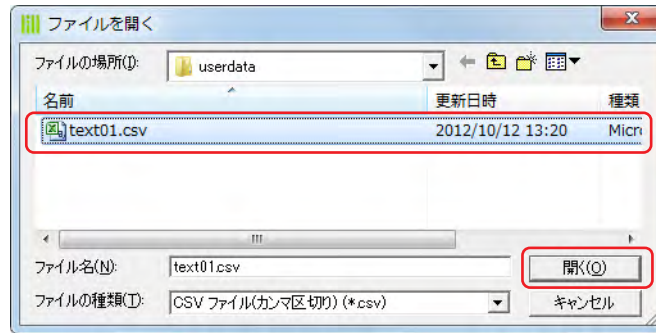 ファイルを開く
ファイルの場所(I): userdata
名前 更新日時 種類
text01.csv 2012/10/12 13:20 Micr
ファイル名(N): text01.csv 開く(O)
ファイルの種類(T): CSV ファイル(カンマ区切り) (*.csv) キャンセル